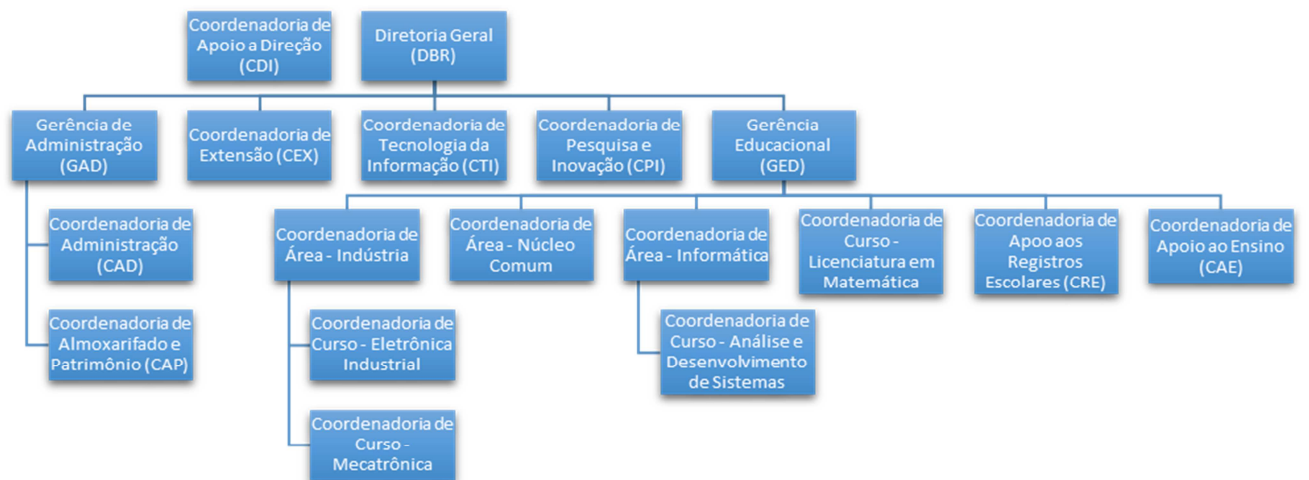 Coordenadoria de
Apoio a Direção
(CDI)
Diretoria Geral
(DBR)
Gerência de
Administração
(GAD)
Coordenadoria de
Extensão (CEX)
Coordenadoria de
Tecnologia da
Informação (CTI)
Coordenadoria de
Pesquisa e
Inovação (CPI)
Gerência
Educacional
(GED)
Coordenadoria de
Administração
(CAD)
Coordenadoria de
Área - Indústria
Coordenadoria de
Área - Núcleo
Comum
Coordenadoria de
Área - Informática
Coordenadoria de
Curso -
Licenciatura em
Matemática
Coordenadoria de
Apoo aos
Registros
Escolares (CRE)
Coordenadoria de
Apoio ao Ensino
(CAE)
Coordenadoria de
Almoxarifado e
Patrimônio (CAP)
Coordenadoria de
Curso - Eletrônica
Industrial
Coordenadoria de
Curso - Análise e
Desenvolvimento
de Sistemas
Coordenadoria de
Curso -
Mecatrônica